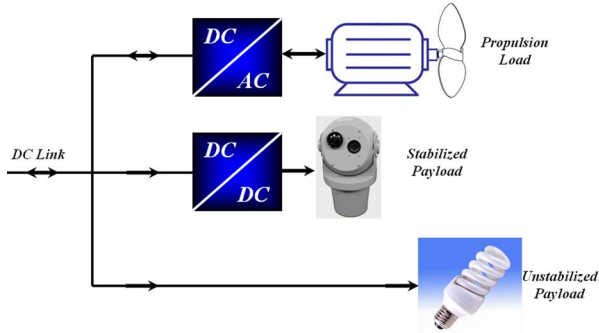 DC
AC
Propulsion
Load
DC Link
DC
DC
Stabilized
Payload
Unstabilized
Payload